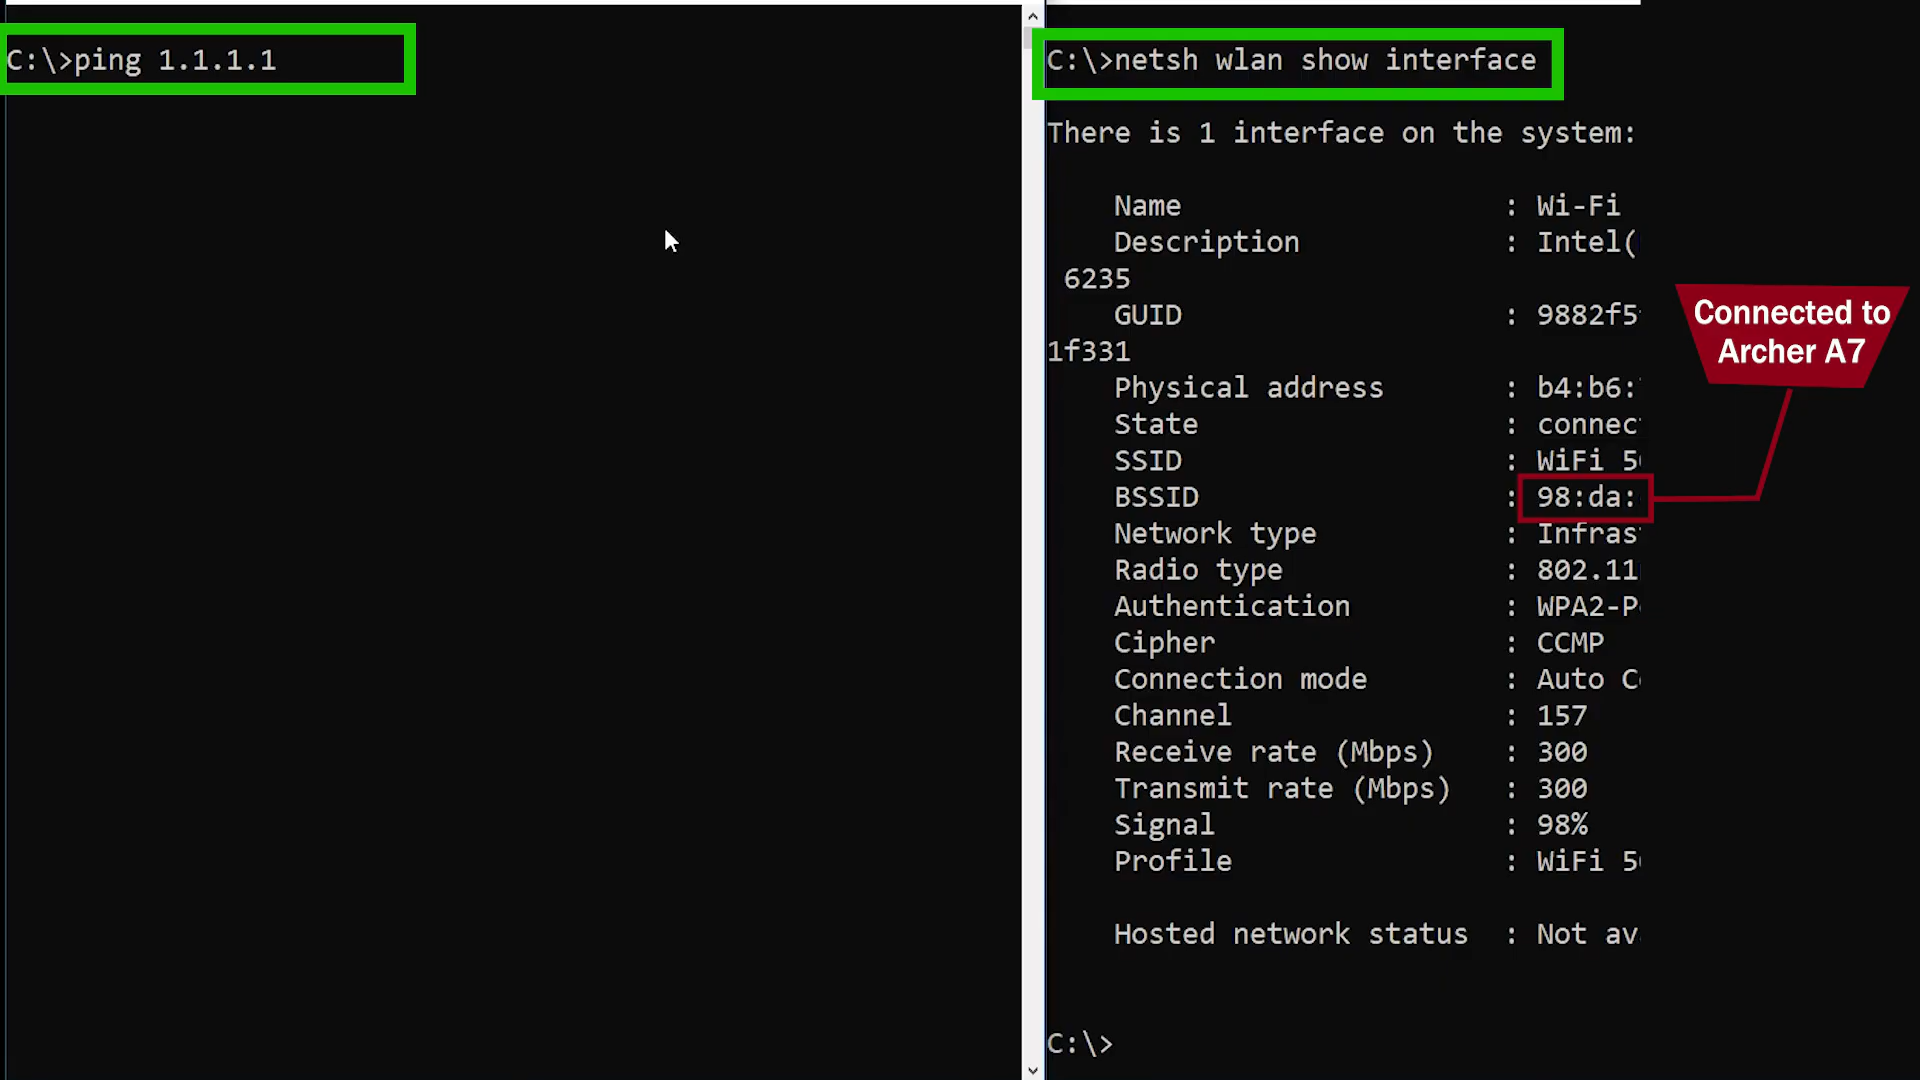 C:\>ping 1.1.1.1
C:\>netsh wlan show interface
There is 1 interface on the system:
Name : Wi-Fi
Description : Intel(
6235
GUID : 9882f5
1f331
Physical address : b4:b6:
State : connec
SSID : WiFi 5
BSSID : 98:da:
Network type : Infras
Radio type : 802.11
Authentication : WPA2-P
Cipher : CCMP
Connection mode : Auto C
Channel : 157
Receive rate (Mbps) : 300
Transmit rate (Mbps) : 300
Signal : 98%
Profile : WiFi 5
Hosted network status : Not av
C:\>
Connected to
Archer A7